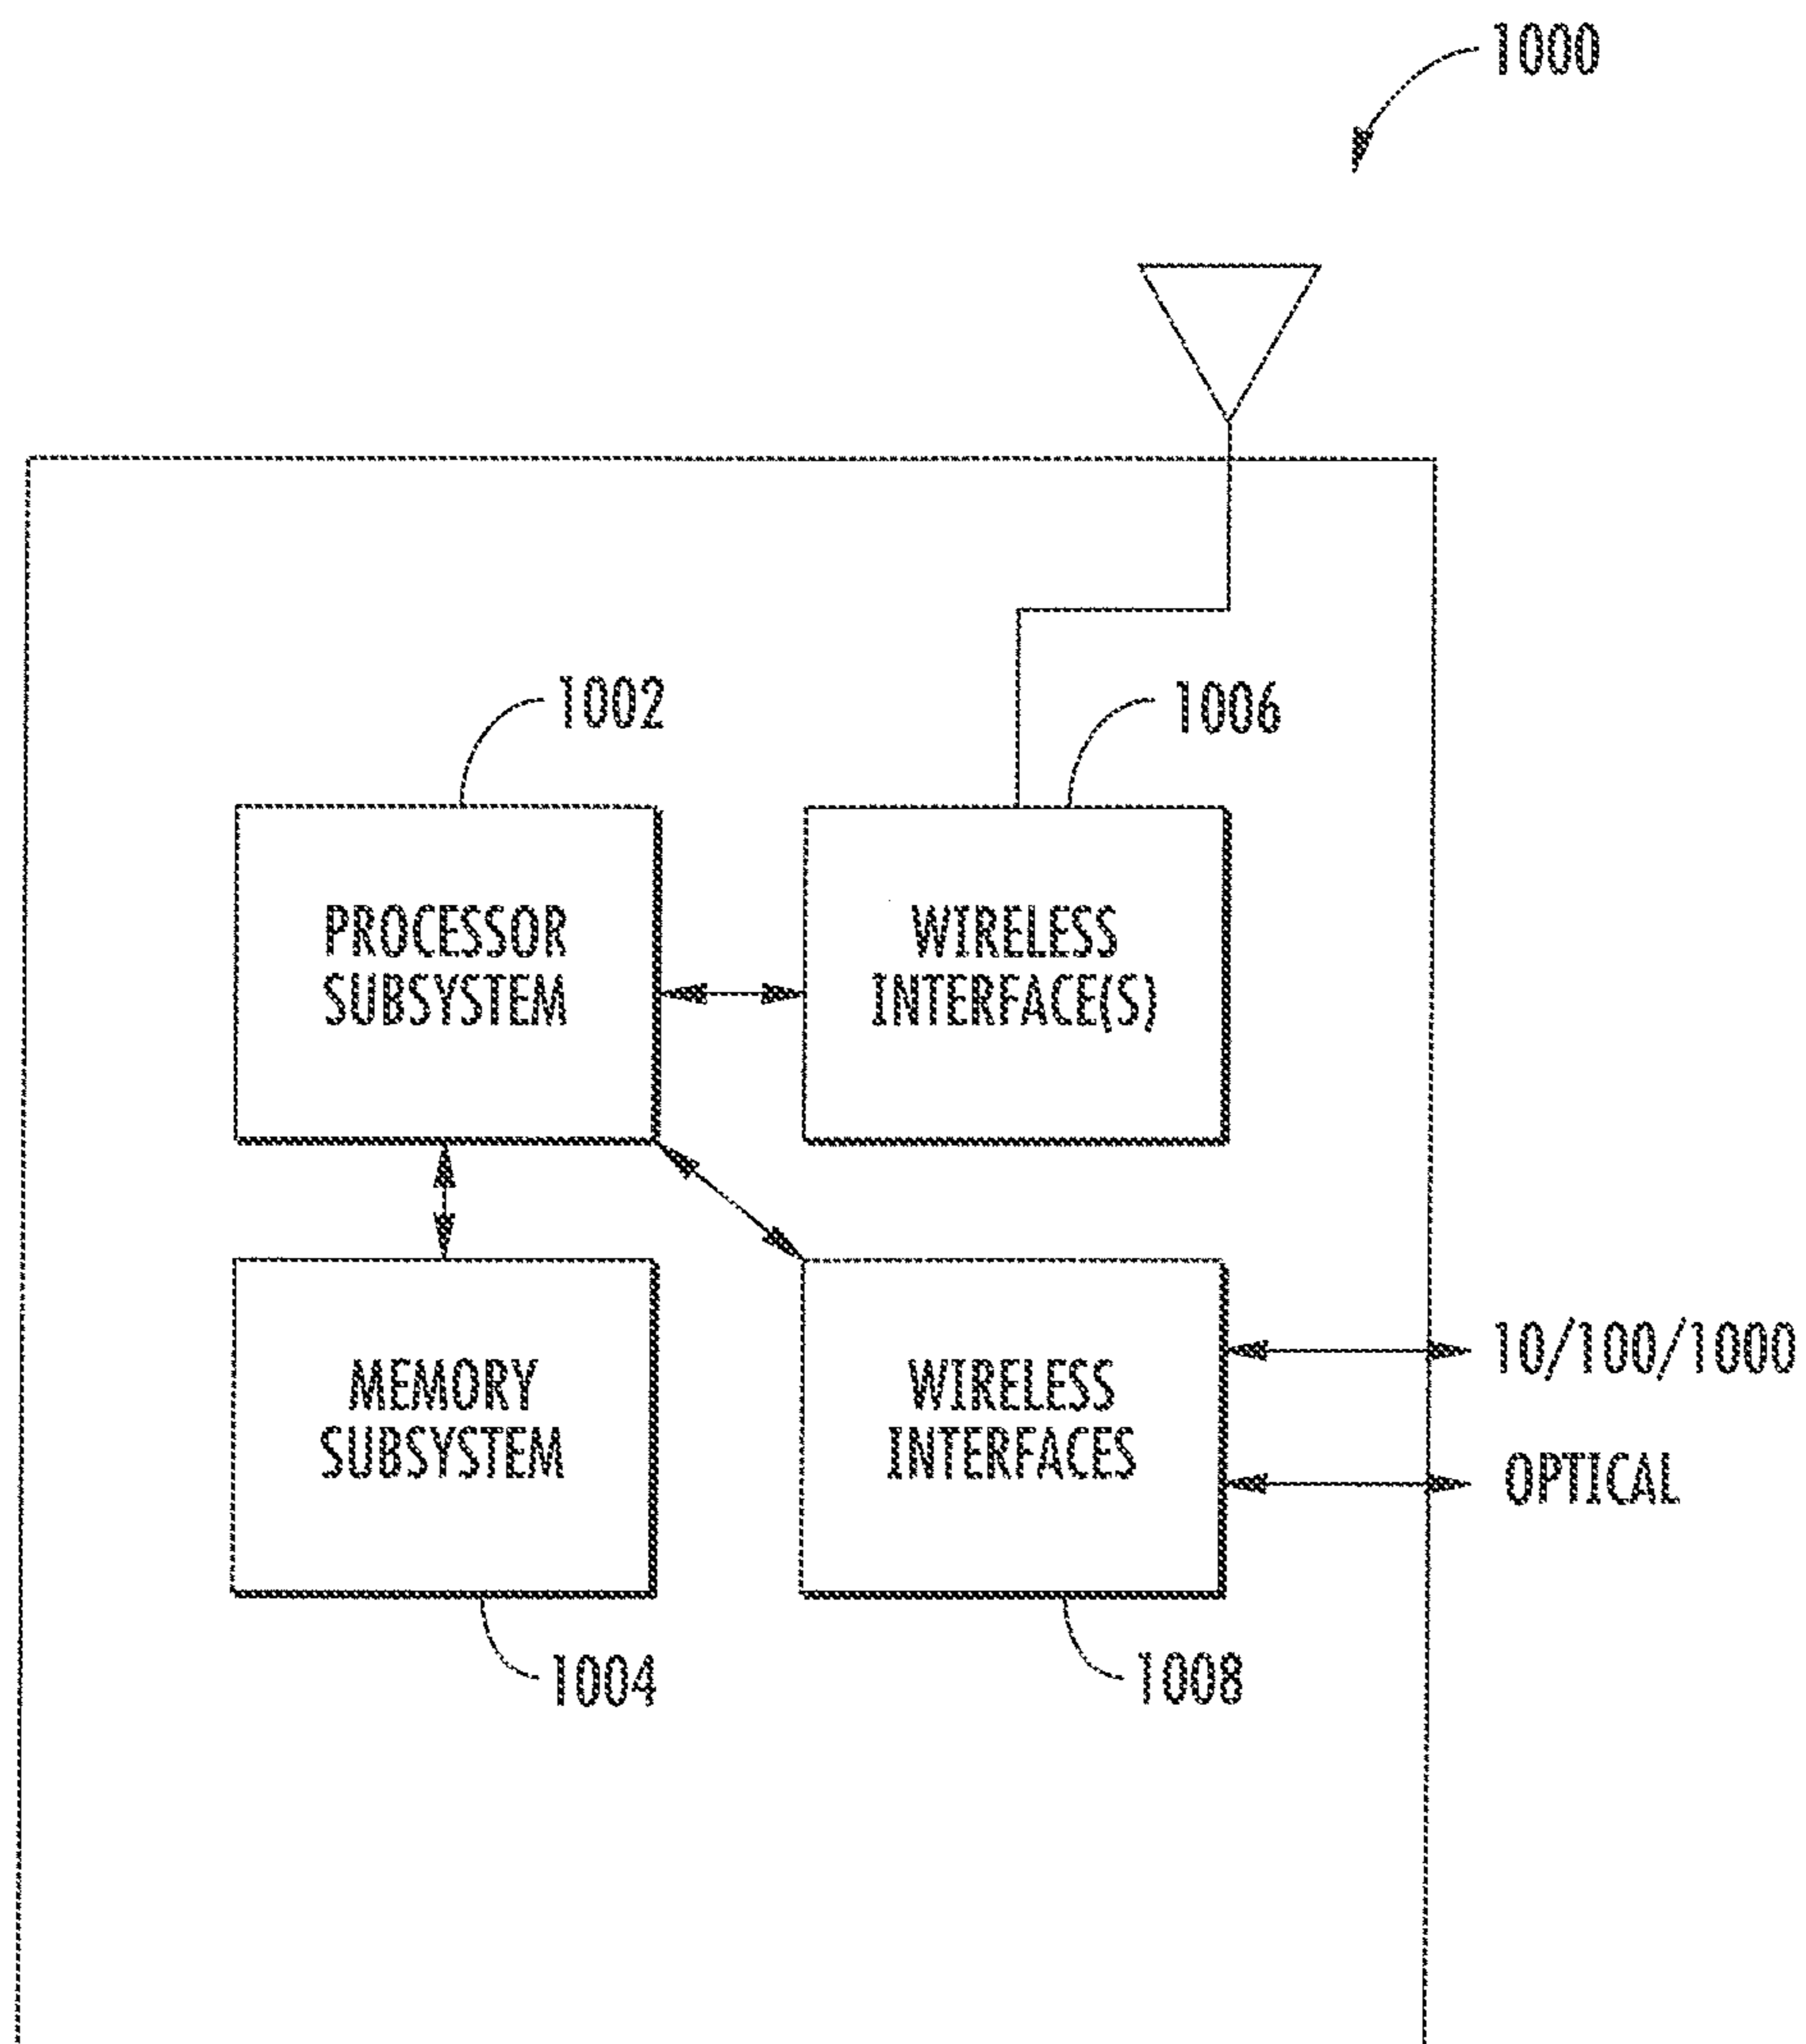 1000
1002
1006
PROCESSOR
SUBSYSTEM
WIRELESS
INTERFACE(S)
MEMORY
SUBSYSTEM
WIRELESS
INTERFACES
10/100/1000
OPTICAL
1004
1008